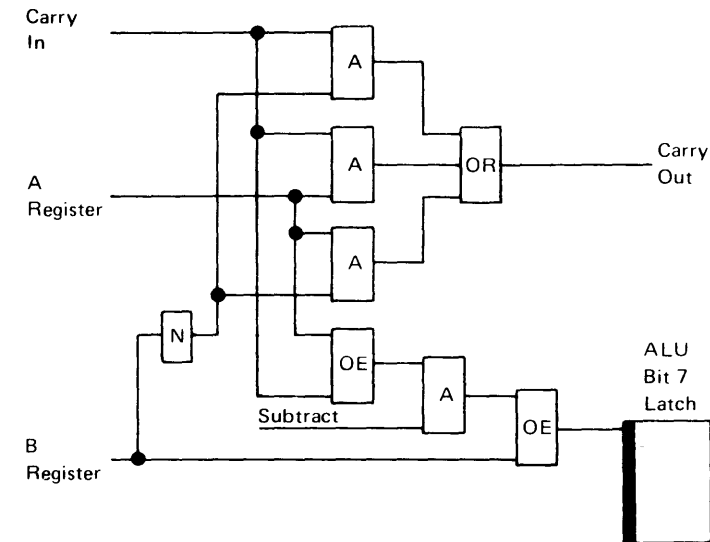 Carry
In
A
A
OR
Carry
Out
A
Register
A
N
OE
ALU
Bit 7
Latch
A
Subtract
OE
B
Register